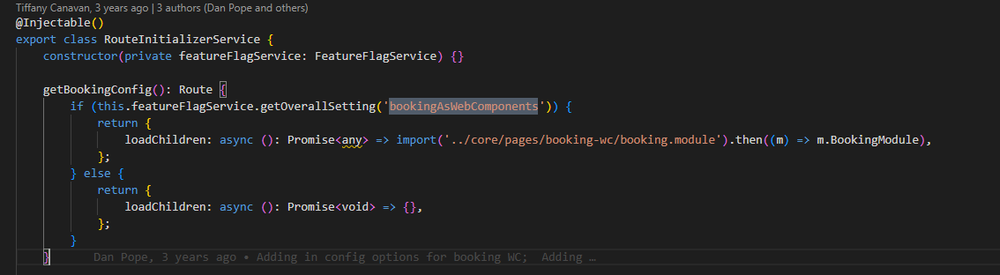 Tiffany Canavan, 3 years ago | 3 authors (Dan Pope and others)
@Injectable()
export class RouteInitializerService {
    constructor(private featureFlagService: FeatureFlagService) {}
    getBookingConfig(): Route {
        if (this.featureFlagService.getOverallSetting('bookingAsWebComponents')) {
            return {
                loadChildren: async (): Promise<any> => import('../core/pages/booking-wc/booking.module').then((m) => m.BookingModule),
            };
        } else {
            return {
                loadChildren: async (): Promise<void> => {},
            };
        }
    }    Dan Pope, 3 years ago • Adding in config options for booking WC;  Adding …